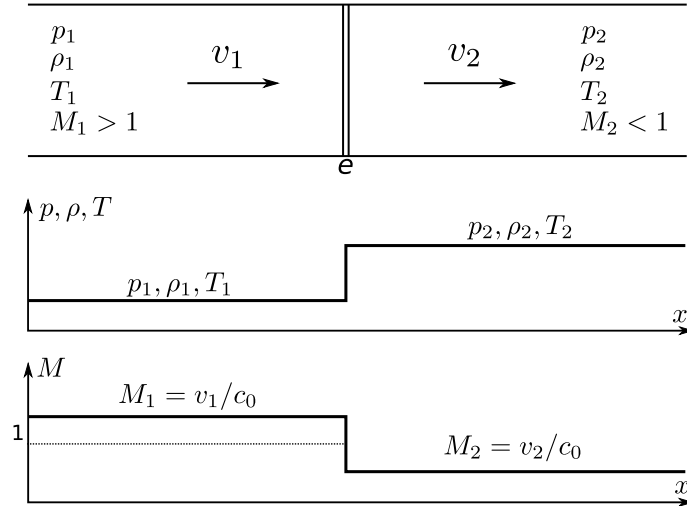 p₁
ρ₁
T₁
M₁ > 1
v₁
v₂
p₂
ρ₂
T₂
M₂ < 1
e
p, ρ, T
p₁, ρ₁, T₁
p₂, ρ₂, T₂
x
M
M₁ = v₁/c₀
1
M₂ = v₂/c₀
x